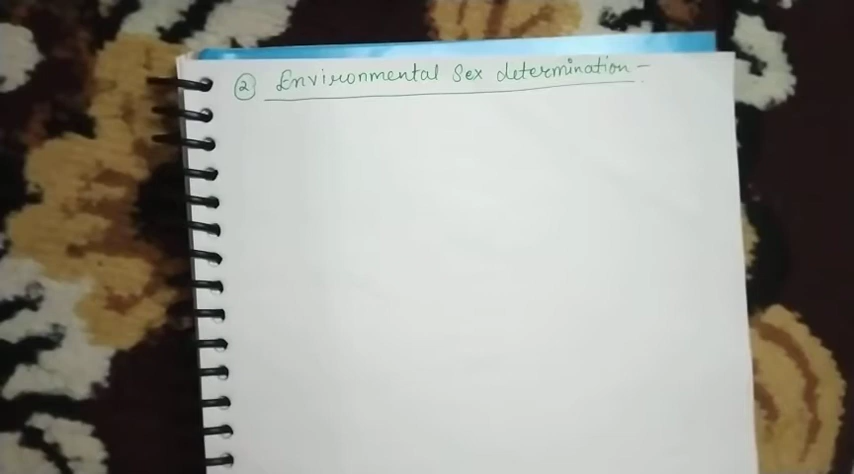 ② Environmental Sex determination -